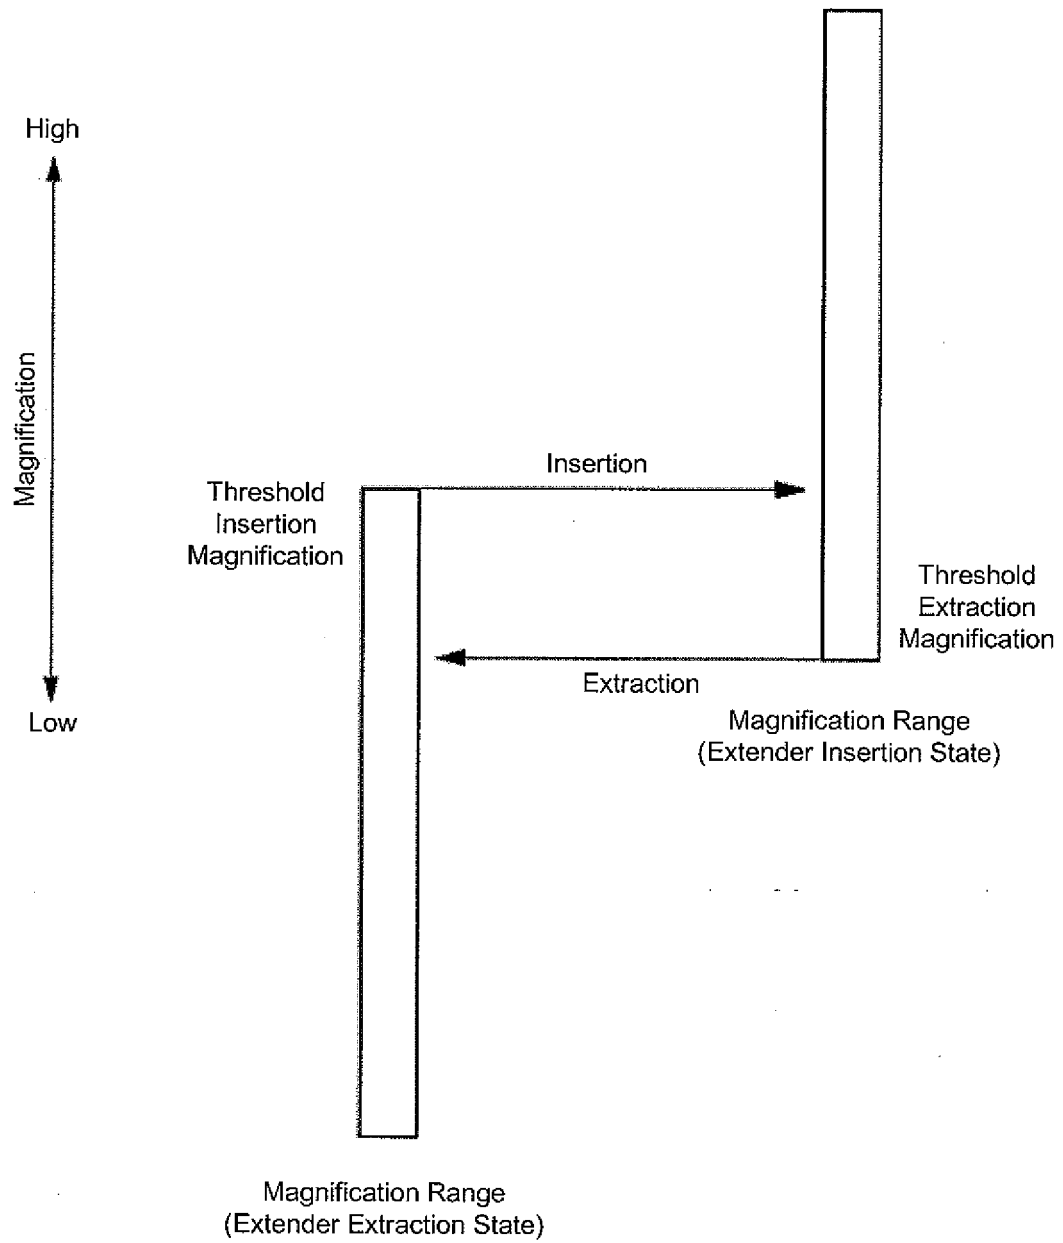 High
Magnification
Low
Threshold
Insertion
Magnification
Insertion
Threshold
Extraction
Magnification
Extraction
Magnification Range
(Extender Insertion State)
Magnification Range
(Extender Extraction State)